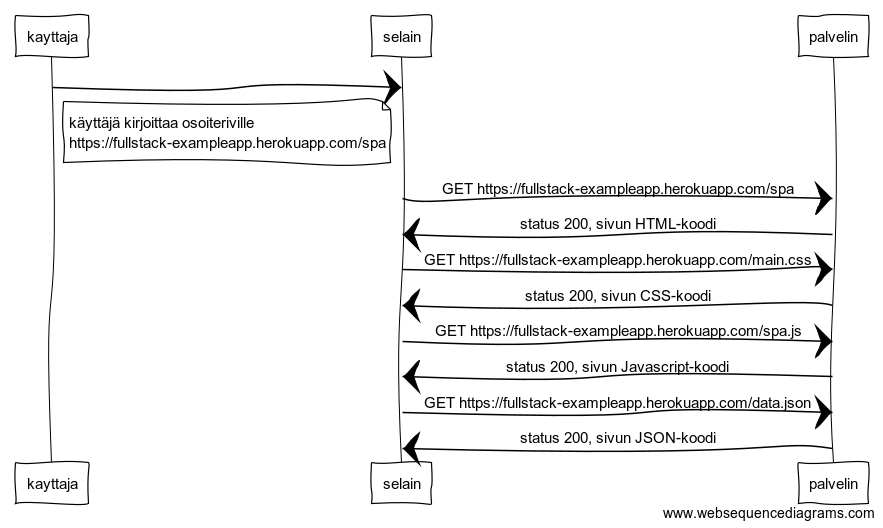 kayttaja
selain
palvelin
käyttäjä kirjoittaa osoiteriville
https://fullstack-exampleapp.herokuapp.com/spa
GET https://fullstack-exampleapp.herokuapp.com/spa
status 200, sivun HTML-koodi
GET https://fullstack-exampleapp.herokuapp.com/main.css
status 200, sivun CSS-koodi
GET https://fullstack-exampleapp.herokuapp.com/spa.js
status 200, sivun Javascript-koodi
GET https://fullstack-exampleapp.herokuapp.com/data.json
status 200, sivun JSON-koodi
kayttaja
selain
palvelin
www.websequencediagrams.com